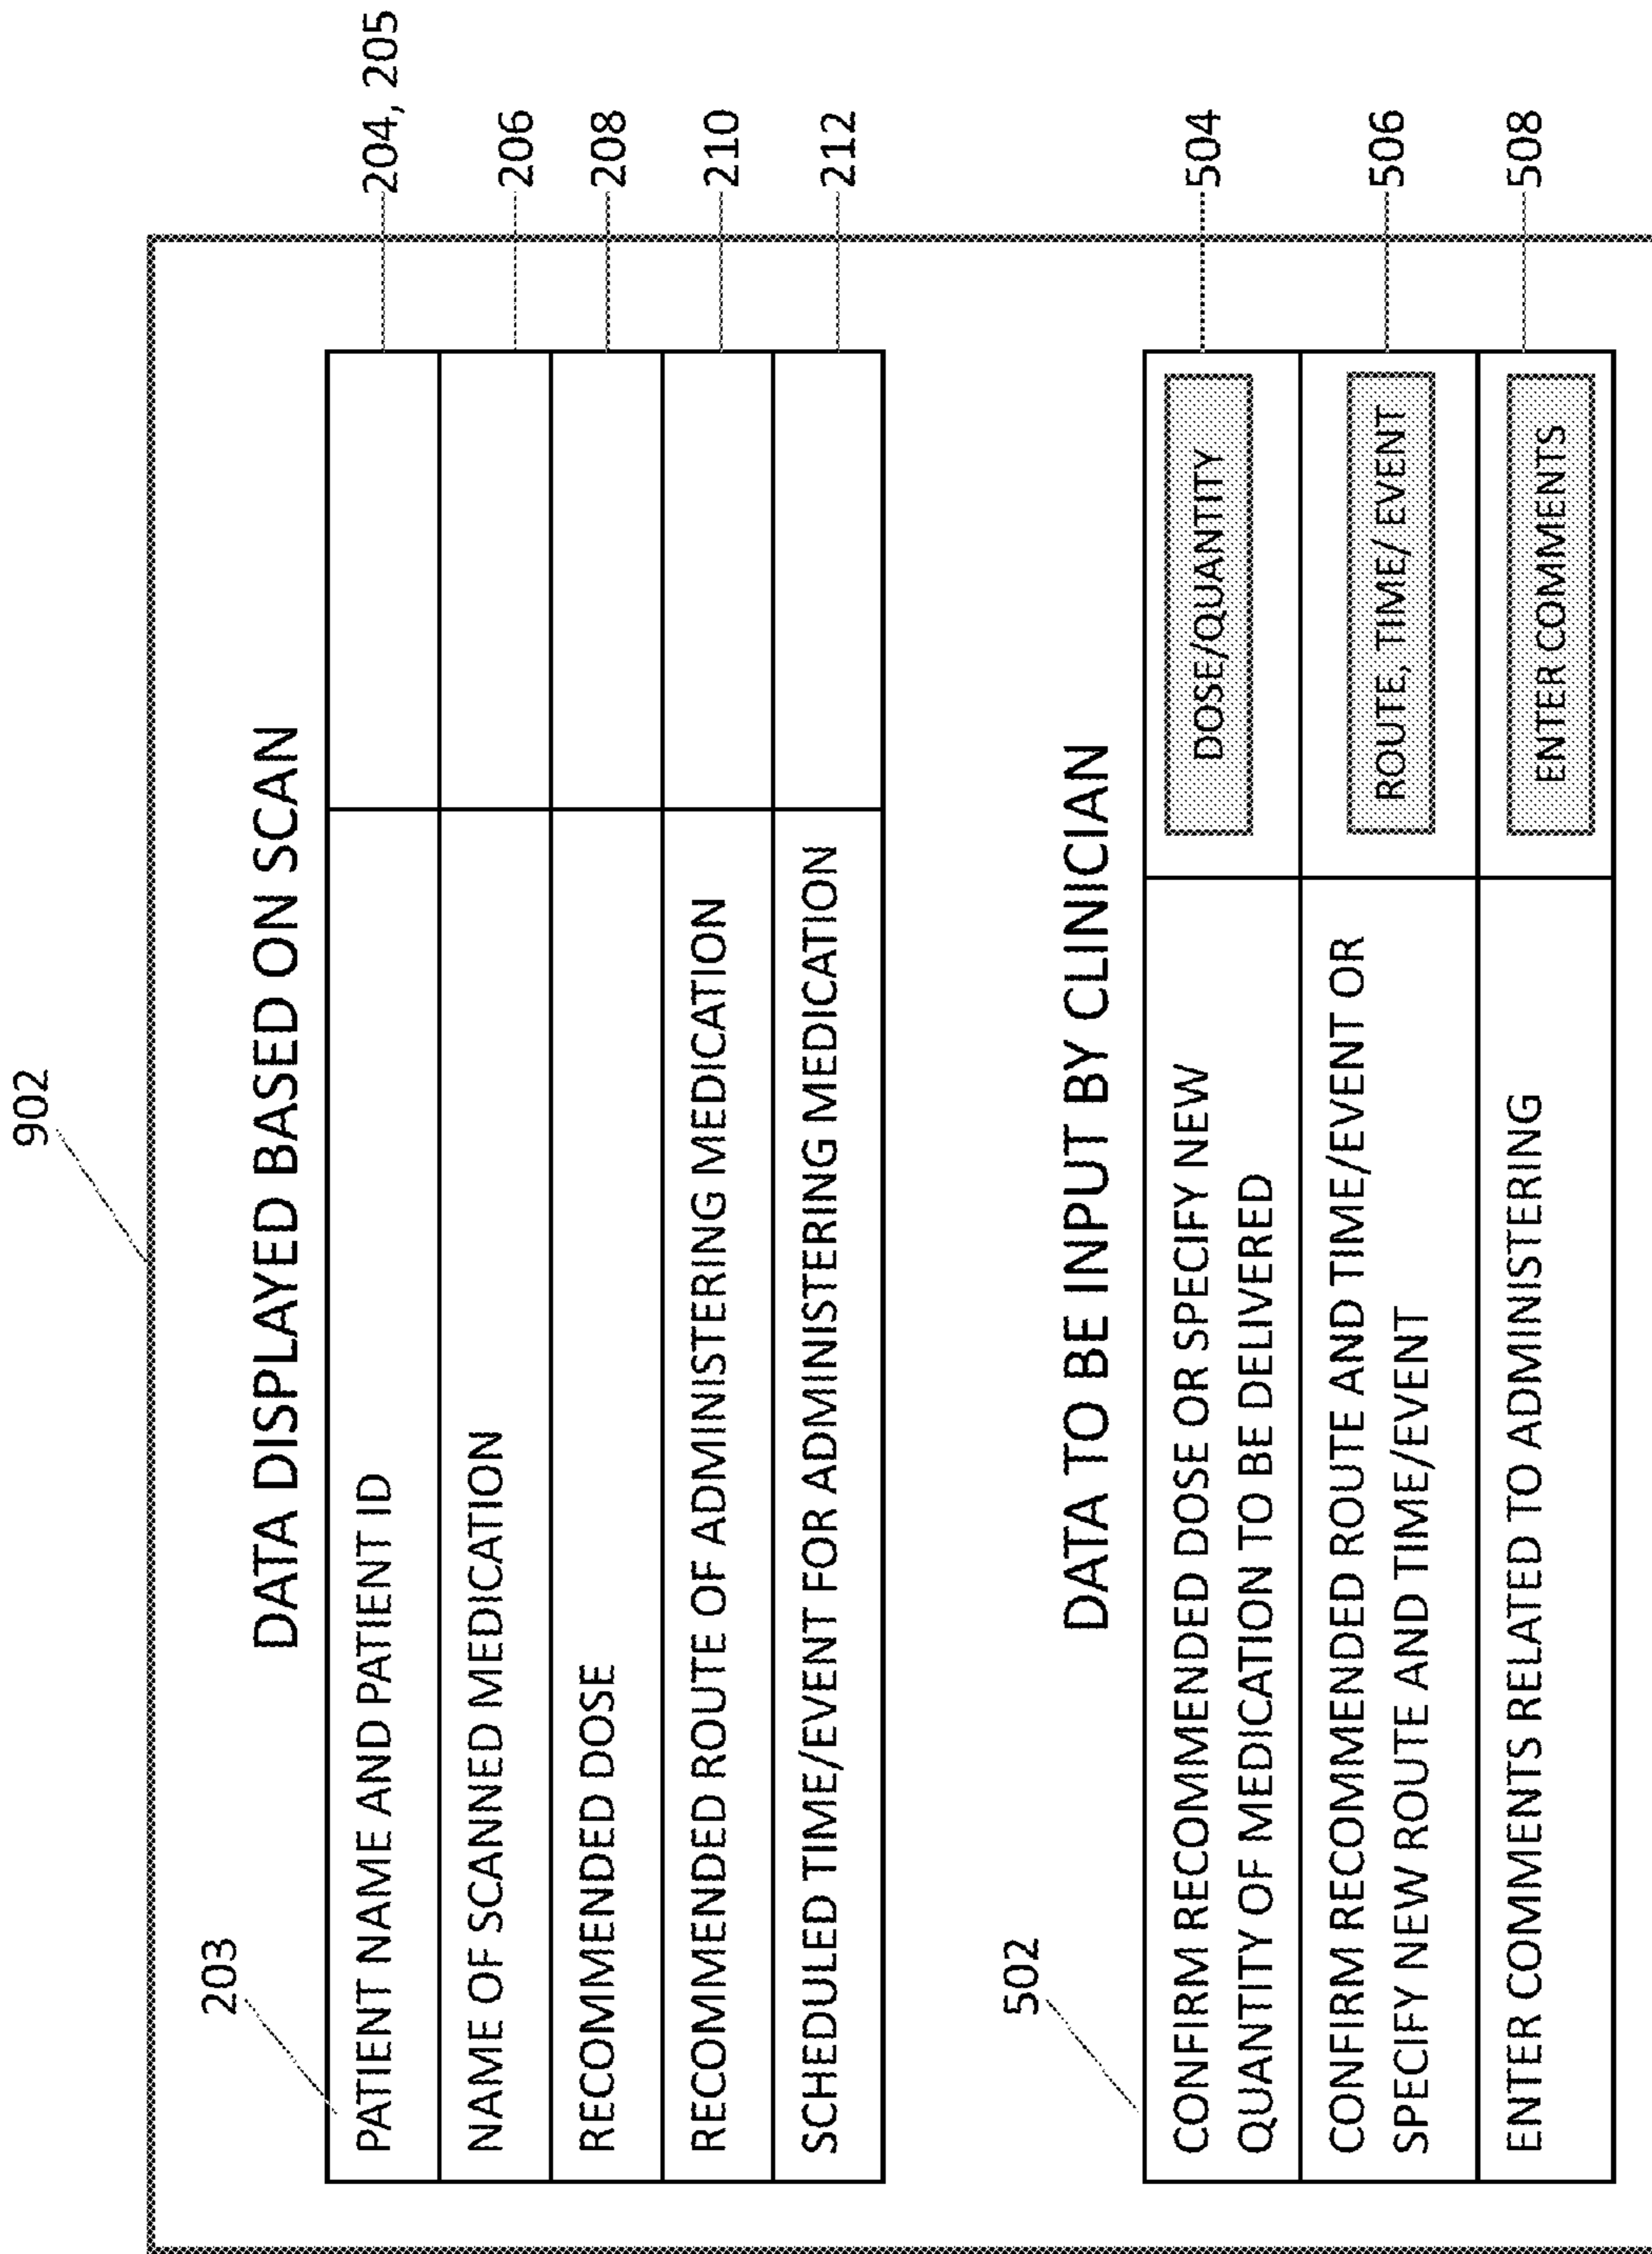 902
203
DATA DISPLAYED BASED ON SCAN
PATIENT NAME AND PATIENT ID
204, 205
NAME OF SCANNED MEDICATION
206
RECOMMENDED DOSE
208
RECOMMENDED ROUTE OF ADMINISTERING MEDICATION
210
SCHEDULED TIME/EVENT FOR ADMINISTERING MEDICATION
212
502
DATA TO BE INPUT BY CLINICIAN
CONFIRM RECOMMENDED DOSE OR SPECIFY NEW
QUANTITY OF MEDICATION TO BE DELIVERED
DOSE/QUANTITY
504
CONFIRM RECOMMENDED ROUTE AND TIME/EVENT OR
SPECIFY NEW ROUTE AND TIME/EVENT
ROUTE, TIME/ EVENT
506
ENTER COMMENTS RELATED TO ADMINISTERING
ENTER COMMENTS
508